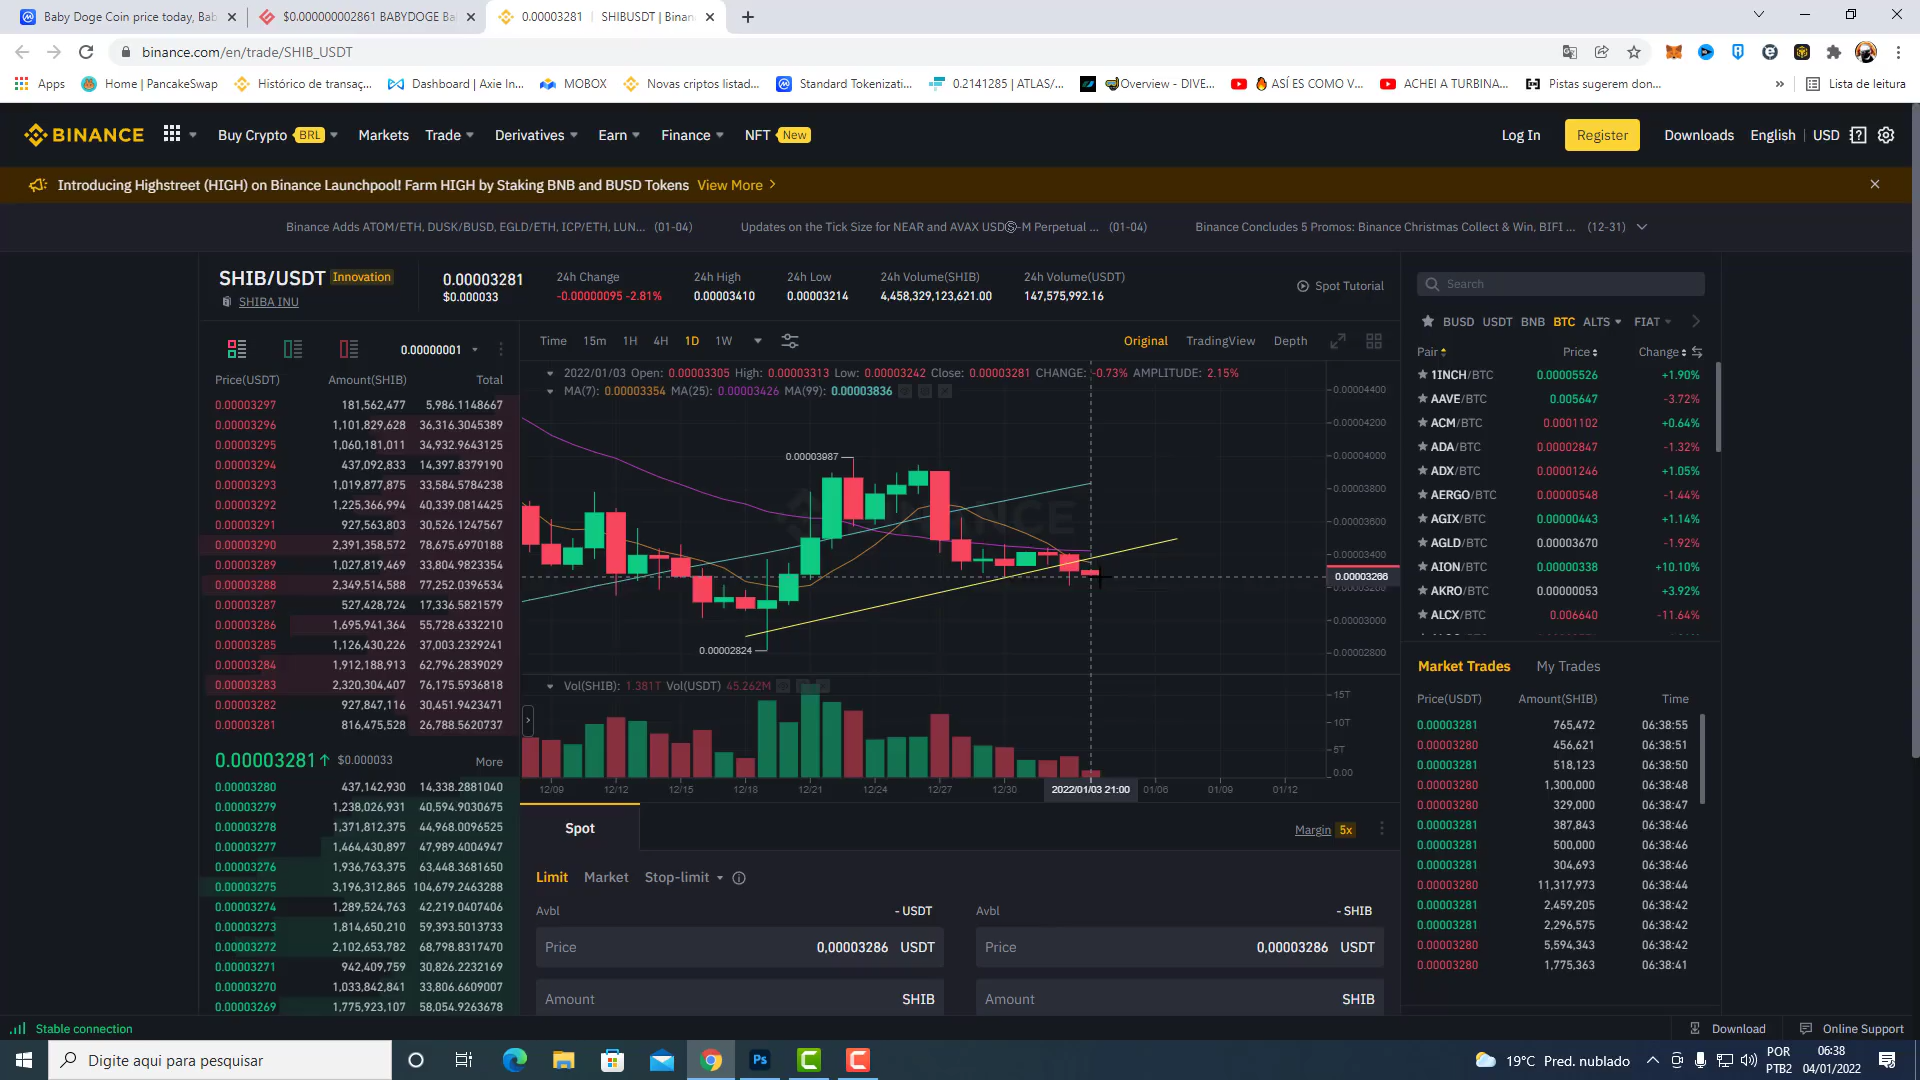 Baby Doge Coin price today, Bab
$0.000000002861 BABYDOGE Ba
0.00003281 | SHIBUSDT | Binan
binance.com/en/trade/SHIB_USDT
Apps
Home | PancakeSwap
Histórico de transaç...
Dashboard | Axie In...
MOBOX
Novas criptos listad...
Standard Tokenizati...
0.2141285 | ATLAS/...
Overview - DIVE...
ASÍ ES COMO V...
ACHEI A TURBINA...
Pistas sugerem don...
»
Lista de leitura
BINANCE
Buy Crypto BRL
Markets
Trade
Derivatives
Earn
Finance
NFT New
Log In
Register
Downloads
English | USD
Introducing Highstreet (HIGH) on Binance Launchpool! Farm HIGH by Staking BNB and BUSD Tokens View More
Binance Adds ATOM/ETH, DUSK/BUSD, EGLD/ETH, ICP/ETH, LUN... (01-04)
Updates on the Tick Size for NEAR and AVAX USDⓈ-M Perpetual ... (01-04)
Binance Concludes 5 Promos: Binance Christmas Collect & Win, BIFI ... (12-31)
SHIB/USDT Innovation
SHIBA INU
0.00003281
$0.000033
24h Change
-0.00000095 -2.81%
24h High
0.00003410
24h Low
0.00003214
24h Volume(SHIB)
4,458,329,123,621.00
24h Volume(USDT)
147,575,992.16
Spot Tutorial
0.00000001
Price(USDT) Amount(SHIB) Total
0.00003297 181,562,477 5,986.1148667
0.00003296 1,101,829,628 36,316.3045389
0.00003295 1,060,181,011 34,932.9643125
0.00003294 437,092,833 14,397.8379190
0.00003293 1,019,877,875 33,584.5784238
0.00003292 1,225,366,994 40,339.0814425
0.00003291 927,563,803 30,526.1247567
0.00003290 2,391,358,572 78,675.6970188
0.00003289 1,027,819,469 33,804.9823354
0.00003288 2,349,514,588 77,252.0396534
0.00003287 527,428,724 17,336.5821579
0.00003286 1,695,941,364 55,728.6332210
0.00003285 1,126,430,226 37,003.2329241
0.00003284 1,912,188,913 62,796.2839029
0.00003283 2,320,304,407 76,175.5936818
0.00003282 927,847,116 30,451.9423471
0.00003281 816,475,528 26,788.5620737
0.00003281↑ $0.000033 More
0.00003280 437,142,930 14,338.2881040
0.00003279 1,238,026,931 40,594.9030675
0.00003278 1,371,812,375 44,968.0096525
0.00003277 1,464,430,897 47,989.4004947
0.00003276 1,936,763,375 63,448.3681650
0.00003275 3,196,312,865 104,679.2463288
0.00003274 1,289,524,763 42,219.0407406
0.00003273 1,814,650,210 59,393.5013733
0.00003272 2,102,653,782 68,798.8317470
0.00003271 942,409,759 30,826.2232169
0.00003270 1,033,842,841 33,806.6609007
0.00003269 1,775,923,107 58,054.9263678
Time 15m 1H 4H 1D 1W
Original TradingView Depth
2022/01/03 Open: 0.00003305 High: 0.00003313 Low: 0.00003242 Close: 0.00003281 CHANGE: -0.73% AMPLITUDE: 2.15%
MA(7): 0.00003354 MA(25): 0.00003426 MA(99): 0.00003836
0.00004400
0.00004200
0.00004000
0.00003800
0.00003600
0.00003400
0.00003266
0.00003200
0.00003000
0.00002800
0.00003987
0.00002824
Vol(SHIB): 1.381T Vol(USDT) 45.262M
15T
10T
5T
0.00
12/09 12/12 12/15 12/18 12/21 12/24 12/27 12/30 2022/01/03 21:00 01/06 01/09 01/12
Spot
Margin 5x
Limit Market Stop-limit
Avbl - USDT
Price 0,00003286 USDT
Amount SHIB
Avbl - SHIB
Price 0,00003286 USDT
Amount SHIB
Search
BUSD USDT BNB BTC ALTS FIAT
Pair Price Change
1INCH/BTC 0.00005526 +1.90%
AAVE/BTC 0.005647 -3.72%
ACM/BTC 0.0001102 +0.64%
ADA/BTC 0.00002847 -1.32%
ADX/BTC 0.00001246 +1.05%
AERGO/BTC 0.00000548 -1.44%
AGIX/BTC 0.00000443 +1.14%
AGLD/BTC 0.00003670 -1.92%
AION/BTC 0.00000338 +10.10%
AKRO/BTC 0.00000053 +3.92%
ALCX/BTC 0.006640 -11.64%
Market Trades My Trades
Price(USDT) Amount(SHIB) Time
0.00003281 765,472 06:38:55
0.00003280 456,621 06:38:51
0.00003281 518,123 06:38:50
0.00003280 1,300,000 06:38:48
0.00003280 329,000 06:38:47
0.00003281 387,843 06:38:46
0.00003281 500,000 06:38:46
0.00003281 304,693 06:38:46
0.00003280 11,317,973 06:38:44
0.00003281 2,459,205 06:38:42
0.00003281 2,296,575 06:38:42
0.00003280 5,594,343 06:38:42
0.00003280 1,775,363 06:38:41
Stable connection
Download
Online Support
Digite aqui para pesquisar
Ps
19°C Pred. nublado
POR
PTB2
06:38
04/01/2022